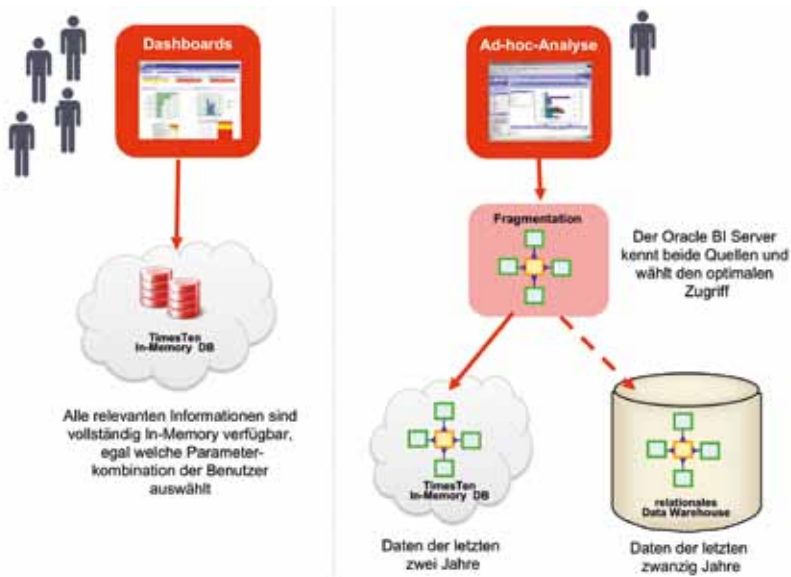 Dashboards
TimesTen
In-Memory DB
Alle relevanten Informationen sind
vollständig In-Memory verfügbar,
egal welche Parameter-
kombination der Benutzer
auswählt
Ad-hoc-Analyse
Fragmentation
Der Oracle BI Server
kennt beide Quellen und
wählt den optimalen
Zugriff
TimesTen
In-Memory DB
Daten der letzten
zwei Jahre
relationales
Data Warehouse
Daten der letzten
zwanzig Jahre